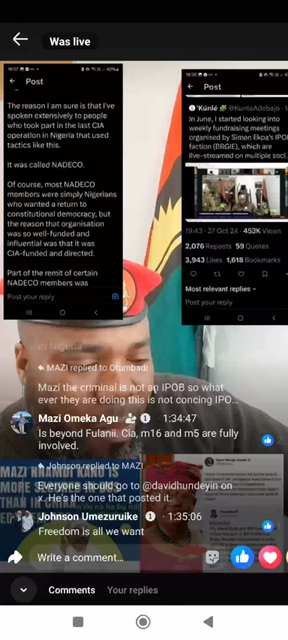 Was live
18:07
42%
Post
The reason I am sure is that I've
spoken extensively to people
who took part in the last CIA
operation in Nigeria that used
tactics like this.
It was called NADECO.
Of course, most NADECO
members were simply Nigerians
who wanted a return to
constitutional democracy, but
the reason that organisation
was so well-funded and
influential was that it was
CIA-funded and directed.
Part of the remit of certain
NADECO members was
Post your reply
Post
'Kúnlé @KunleAdebajo
In June, I started looking into
weekly fundraising meetings
organised by Simon Ekpa's IPOB
faction (BRGIE), which are
live-streamed on multiple soci..
19:43 · 27 Oct 24 · 453K Views
2,076 Reposts 59 Quotes
3,943 Likes 1,618 Bookmarks
Most relevant replies
Post your reply
in Nigeria
MAZI replied to Otumbadi
Mazi the criminal is not an IPOB so what
ever they are doing this is not concing IPO...
Mazi Omeka Agu 1:34:47
Is beyond Fulanii. Cia, m16 and m5 are fully
involved.
Johnson replied to MAZI
Everyone should go to @davidhundeyin on
x. He's the one that posted it.
Johnson Umezuruike 1:35:06
Freedom is all we want
MAZI NNAMDI KANU IS
MORE
Write a comment...
Comments Your replies